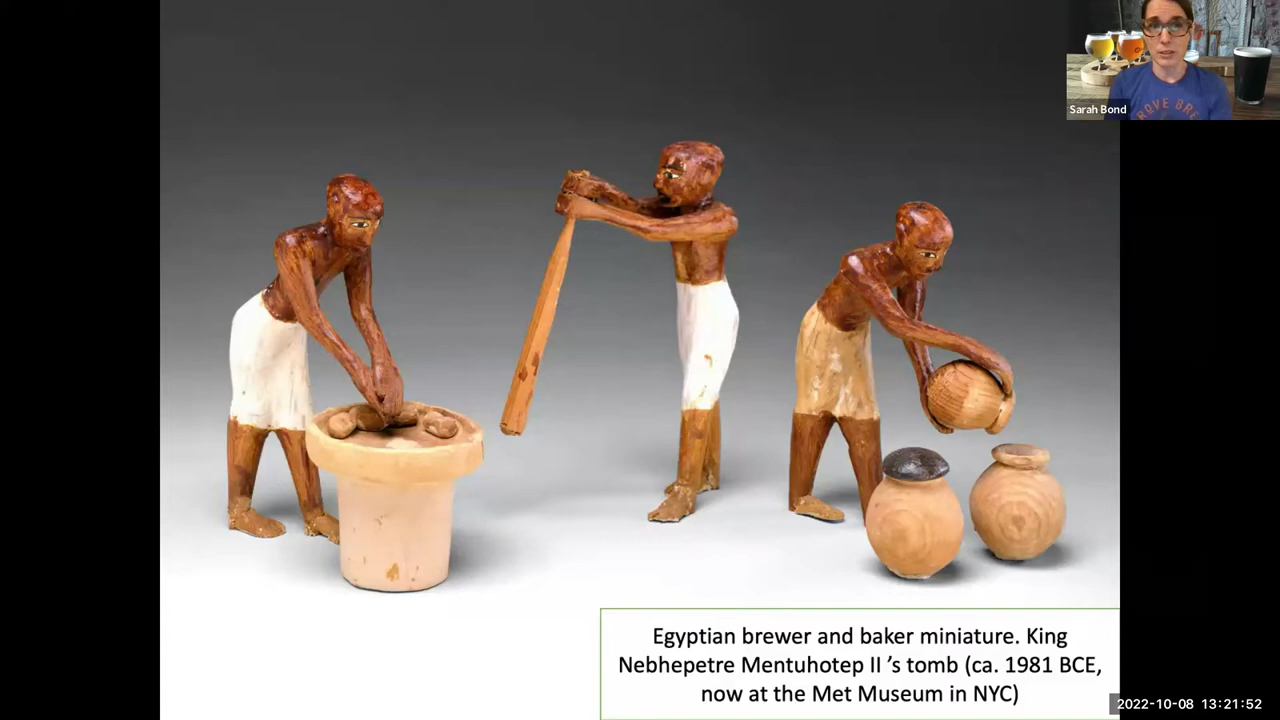 Sarah Bond
Egyptian brewer and baker miniature. King
Nebhepetre Mentuhotep II ’s tomb (ca. 1981 BCE,
now at the Met Museum in NYC)
2022-10-08 13:21:52